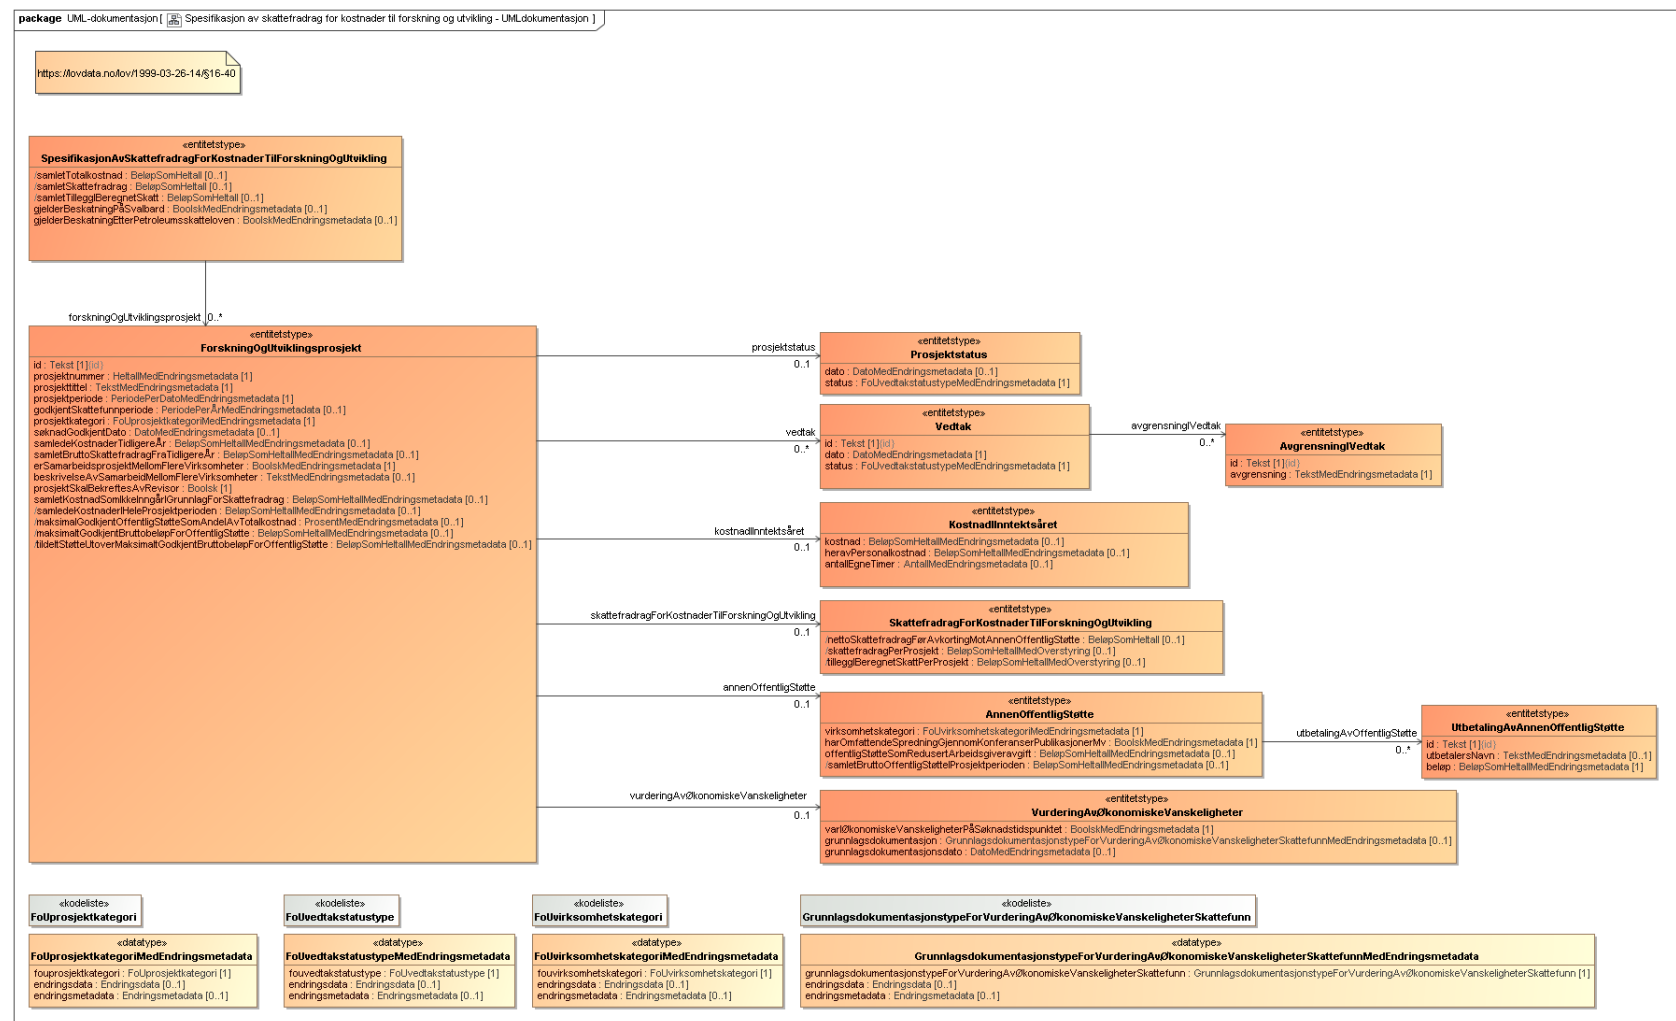 package UML-dokumentasjon [ Spesifikasjon av skattefradrag for kostnader til forskning og utvikling - UMLdokumentasjon ]
https://lovdata.no/lov/1999-03-26-14/§16-40
«entitetstype»
SpesifikasjonAvSkattefradragForKostnaderTilForskningOgUtvikling
/samletTotalkostnad : BeløpSomHeltall [0..1]
/samletSkattefradrag : BeløpSomHeltall [0..1]
/samletTilleggIBeregnetSkatt : BeløpSomHeltall [0..1]
gjelderBeskatningPåSvalbard : BoolskMedEndringsmetadata [0..1]
gjelderBeskatningEtterPetroleumsskatteloven : BoolskMedEndringsmetadata [0..1]
forskningOgUtviklingsprosjekt 0..*
«entitetstype»
ForskningOgUtviklingsprosjekt
id : Tekst [1]{id}
prosjektnummer : HeltallMedEndringsmetadata [1]
prosjekttittel : TekstMedEndringsmetadata [1]
prosjektperiode : PeriodePerDatoMedEndringsmetadata [1]
godkjentSkattefunnperiode : PeriodePerÅrMedEndringsmetadata [0..1]
prosjektkategori : FoUprosjektkategoriMedEndringsmetadata [1]
søknadGodkjentDato : DatoMedEndringsmetadata [0..1]
samledeKostnaderTidligereÅr : BeløpSomHeltallMedEndringsmetadata [0..1]
samletBruttoSkattefradragFraTidligereÅr : BeløpSomHeltallMedEndringsmetadata [0..1]
erSamarbeidsprosjektMellomFlereVirksomheter : BoolskMedEndringsmetadata [1]
beskrivelseAvSamarbeidMellomFlereVirksomheter : TekstMedEndringsmetadata [0..1]
prosjektSkalBekreftesAvRevisor : Boolsk [1]
samletKostnadSomIkkeInngårIGrunnlagForSkattefradrag : BeløpSomHeltallMedEndringsmetadata [0..1]
/samledeKostnaderIHeleProsjektperioden : BeløpSomHeltallMedEndringsmetadata [0..1]
/maksimalGodkjentOffentligStøtteSomAndelAvTotalkostnad : ProsentMedEndringsmetadata [0..1]
/maksimaltGodkjentBruttobeløpForOffentligStøtte : BeløpSomHeltallMedEndringsmetadata [0..1]
/tildeltStøtteUtoverMaksimaltGodkjentBruttobeløpForOffentligStøtte : BeløpSomHeltallMedEndringsmetadata [0..1]
prosjektstatus
0..1
«entitetstype»
Prosjektstatus
dato : DatoMedEndringsmetadata [0..1]
status : FoUvedtakstatustypeMedEndringsmetadata [1]
vedtak
0..*
«entitetstype»
Vedtak
id : Tekst [1]{id}
dato : DatoMedEndringsmetadata [1]
status : FoUvedtakstatustypeMedEndringsmetadata [1]
avgrensningIVedtak
0..*
«entitetstype»
AvgrensningIVedtak
id : Tekst [1]{id}
avgrensning : TekstMedEndringsmetadata [1]
kostnadIInntektsåret
0..1
«entitetstype»
KostnadIInntektsåret
kostnad : BeløpSomHeltallMedEndringsmetadata [0..1]
heravPersonalkostnad : BeløpSomHeltallMedEndringsmetadata [0..1]
antallEgneTimer : AntallMedEndringsmetadata [0..1]
skattefradragForKostnaderTilForskningOgUtvikling
0..1
«entitetstype»
SkattefradragForKostnaderTilForskningOgUtvikling
/nettoSkattefradragFørAvkortingMotAnnenOffentligStøtte : BeløpSomHeltall [0..1]
/skattefradragPerProsjekt : BeløpSomHeltallMedOverstyring [0..1]
/tilleggIBeregnetSkattPerProsjekt : BeløpSomHeltallMedOverstyring [0..1]
annenOffentligStøtte
0..1
«entitetstype»
AnnenOffentligStøtte
virksomhetskategori : FoUvirksomhetskategoriMedEndringsmetadata [1]
harOmfattendeSpredningGjennomKonferanserPublikasjonerMv : BoolskMedEndringsmetadata [1]
offentligStøtteSomRedusertArbeidsgiveravgift : BeløpSomHeltallMedEndringsmetadata [0..1]
/samletBruttoOffentligStøtteIProsjektperioden : BeløpSomHeltallMedEndringsmetadata [0..1]
utbetalingAvOffentligStøtte
0..*
«entitetstype»
UtbetalingAvAnnenOffentligStøtte
id : Tekst [1]{id}
utbetalersNavn : TekstMedEndringsmetadata [0..1]
beløp : BeløpSomHeltallMedEndringsmetadata [1]
vurderingAvØkonomiskeVanskeligheter
0..1
«entitetstype»
VurderingAvØkonomiskeVanskeligheter
varIØkonomiskeVanskeligheterPåSøknadstidspunktet : BoolskMedEndringsmetadata [1]
grunnlagsdokumentasjon : GrunnlagsdokumentasjonstypeForVurderingAvØkonomiskeVanskeligheterSkattefunnMedEndringsmetadata [0..1]
grunnlagsdokumentasjonsdato : DatoMedEndringsmetadata [0..1]
«kodeliste»
FoUprosjektkategori
«kodeliste»
FoUvedtakstatustype
«kodeliste»
FoUvirksomhetskategori
«kodeliste»
GrunnlagsdokumentasjonstypeForVurderingAvØkonomiskeVanskeligheterSkattefunn
«datatype»
FoUprosjektkategoriMedEndringsmetadata
fouprosjektkategori : FoUprosjektkategori [1]
endringsdata : Endringsdata [0..1]
endringsmetadata : Endringsmetadata [0..1]
«datatype»
FoUvedtakstatustypeMedEndringsmetadata
fouvedtakstatustype : FoUvedtakstatustype [1]
endringsdata : Endringsdata [0..1]
endringsmetadata : Endringsmetadata [0..1]
«datatype»
FoUvirksomhetskategoriMedEndringsmetadata
fouvirksomhetskategori : FoUvirksomhetskategori [1]
endringsdata : Endringsdata [0..1]
endringsmetadata : Endringsmetadata [0..1]
«datatype»
GrunnlagsdokumentasjonstypeForVurderingAvØkonomiskeVanskeligheterSkattefunnMedEndringsmetadata
grunnlagsdokumentasjonstypeForVurderingAvØkonomiskeVanskeligheterSkattefunn : GrunnlagsdokumentasjonstypeForVurderingAvØkonomiskeVanskeligheterSkattefunn [1]
endringsdata : Endringsdata [0..1]
endringsmetadata : Endringsmetadata [0..1]